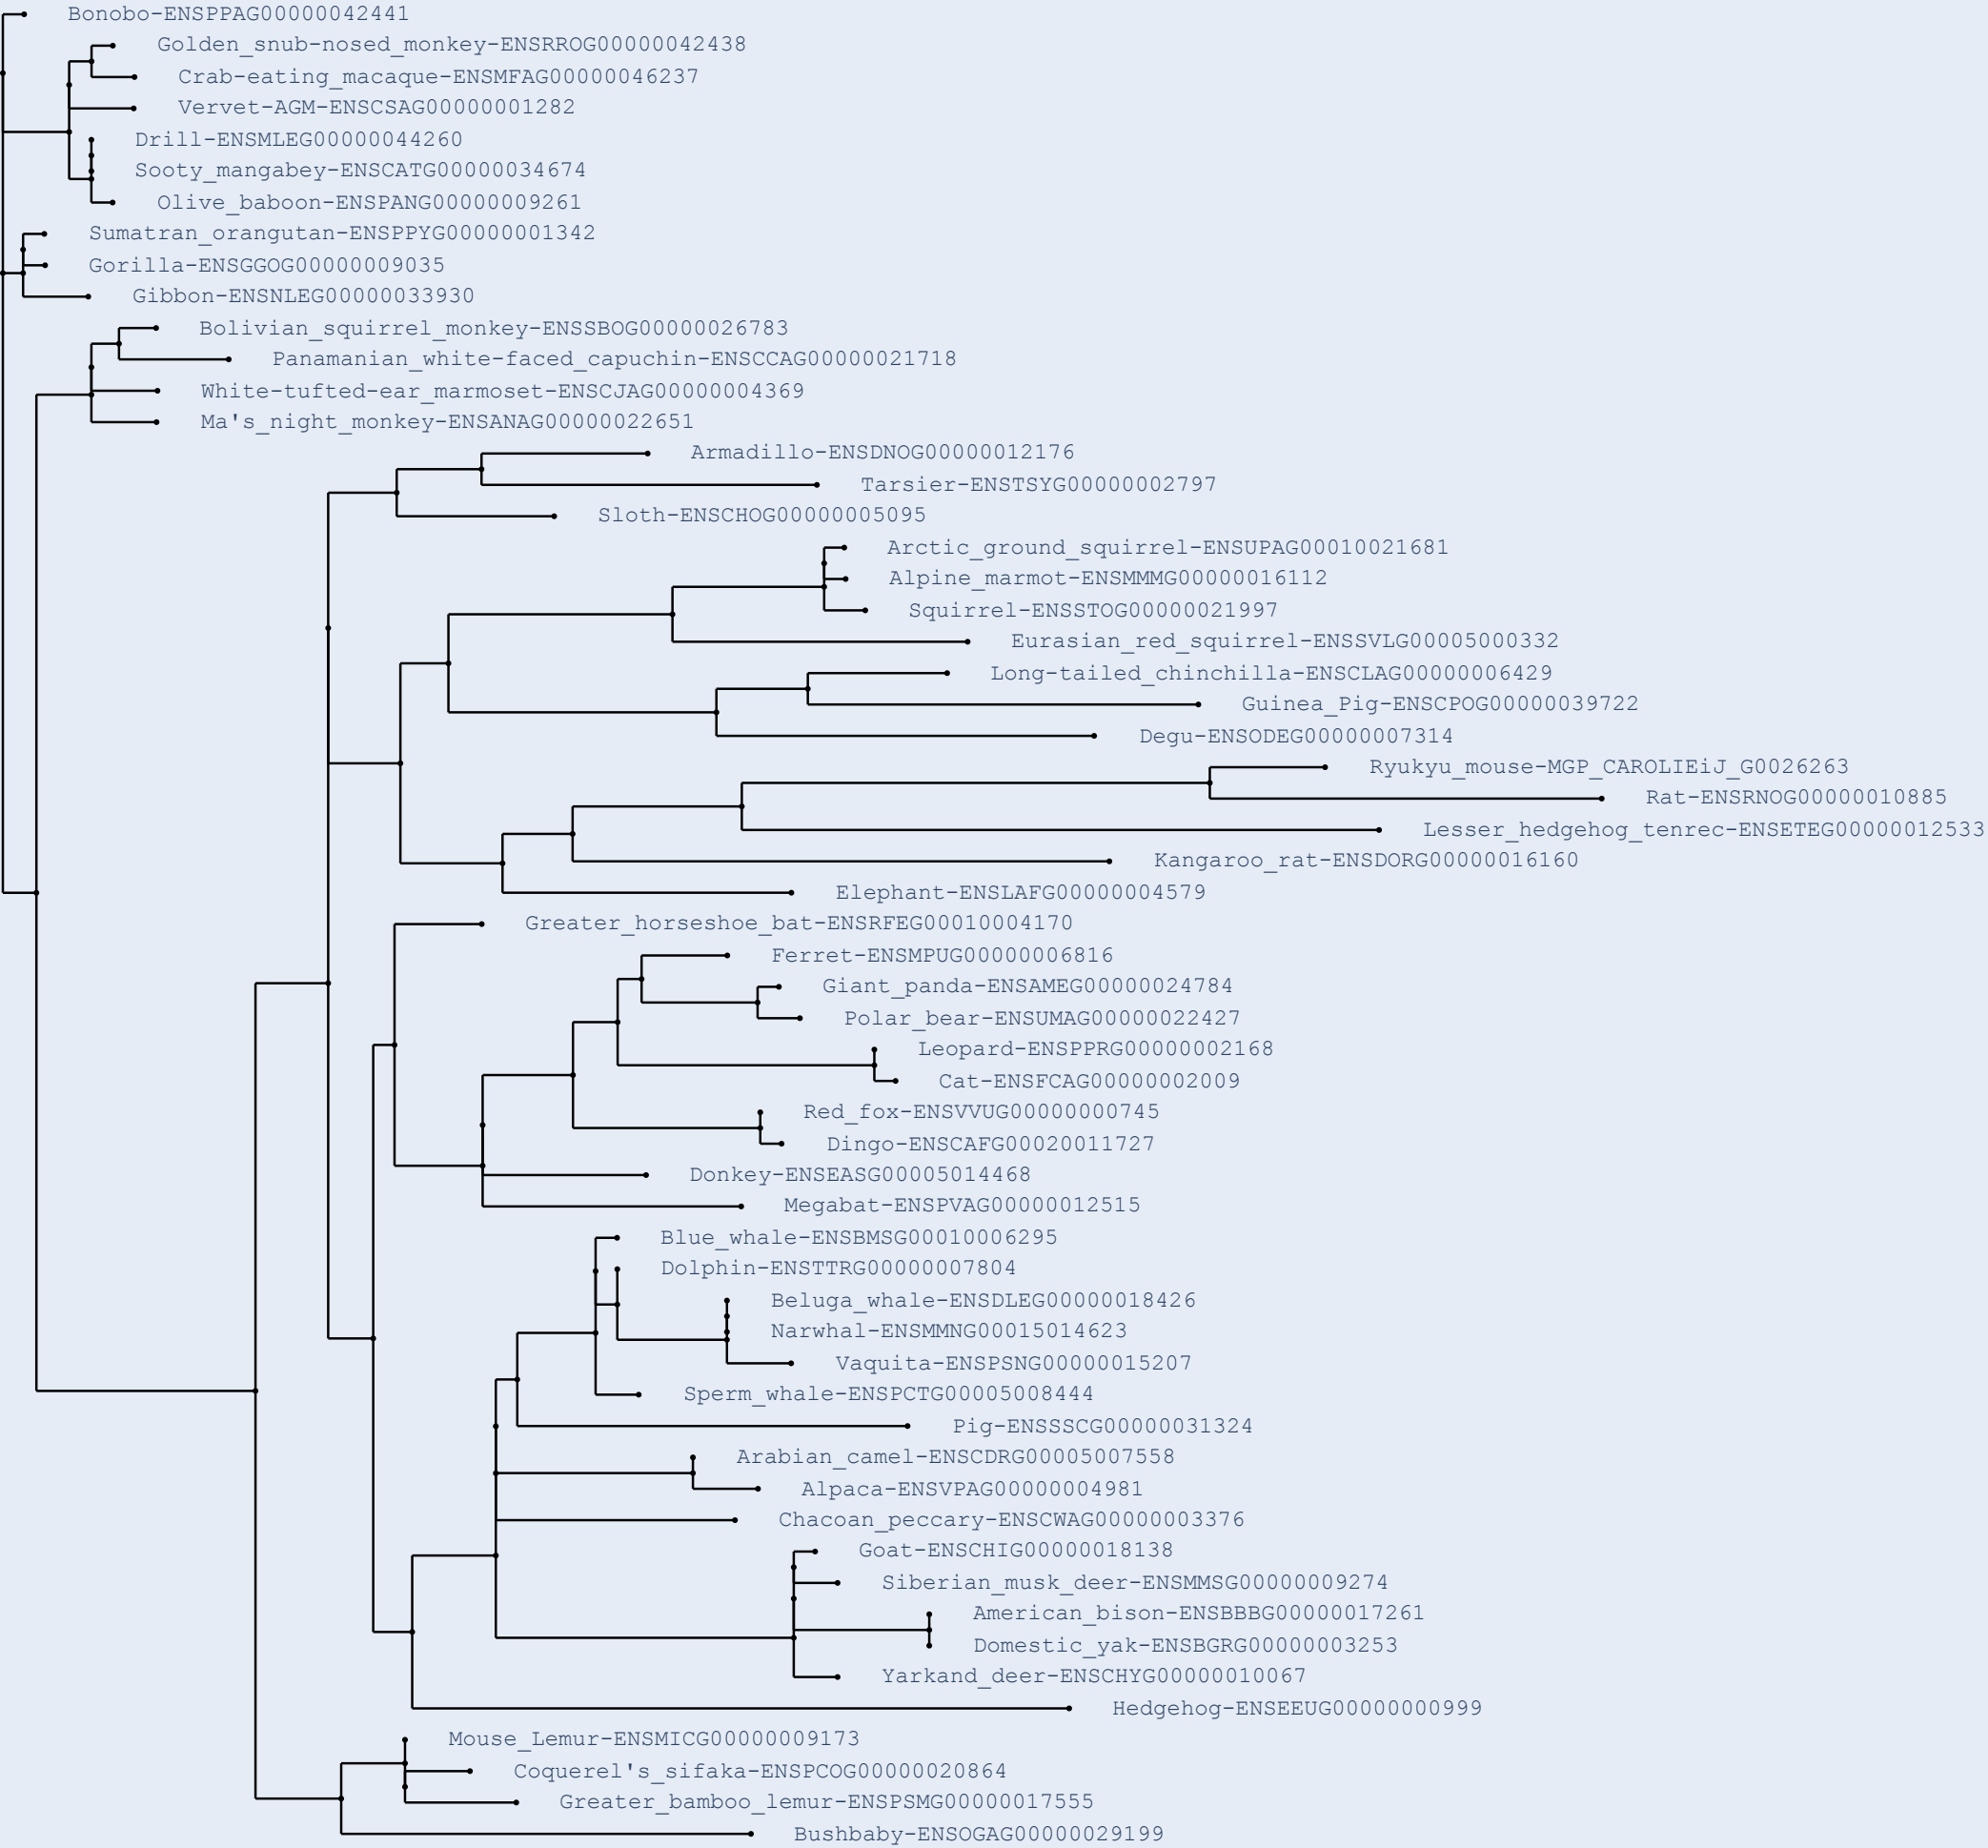 Bonobo-ENSPPAG00000042441
Golden_snub-nosed_monkey-ENSRROG00000042438
Crab-eating_macaque-ENSMFAG00000046237
Vervet-AGM-ENSCSAG00000001282
Drill-ENSMLEG00000044260
Sooty_mangabey-ENSCATG00000034674
Olive_baboon-ENSPANG00000009261
Sumatran_orangutan-ENSPPYG00000001342
Gorilla-ENSGGOG00000009035
Gibbon-ENSNLEG00000033930
Bolivian_squirrel_monkey-ENSSBOG00000026783
Panamanian_white-faced_capuchin-ENSCCAG00000021718
White-tufted-ear_marmoset-ENSCJAG00000004369
Ma's_night_monkey-ENSANAG00000022651
Armadillo-ENSDNOG00000012176
Tarsier-ENSTSYG00000002797
Sloth-ENSCHOG00000005095
Arctic_ground_squirrel-ENSUPAG00010021681
Alpine_marmot-ENSMMMG00000016112
Squirrel-ENSSTOG00000021997
Eurasian_red_squirrel-ENSSVLG00005000332
Long-tailed_chinchilla-ENSCLAG00000006429
Guinea_Pig-ENSCPOG00000039722
Degu-ENSODEG00000007314
Ryukyu_mouse-MGP_CAROLIEiJ_G0026263
Rat-ENSRNOG00000010885
Lesser_hedgehog_tenrec-ENSETEG00000012533
Kangaroo_rat-ENSDORG00000016160
Elephant-ENSLAFG00000004579
Greater_horseshoe_bat-ENSRFEG00010004170
Ferret-ENSMPUG00000006816
Giant_panda-ENSAMEG00000024784
Polar_bear-ENSUMAG00000022427
Leopard-ENSPPRG00000002168
Cat-ENSFCAG00000002009
Red_fox-ENSVVUG00000000745
Dingo-ENSCAFG00020011727
Donkey-ENSEASG00005014468
Megabat-ENSPVAG00000012515
Blue_whale-ENSBMSG00010006295
Dolphin-ENSTTRG00000007804
Beluga_whale-ENSDLEG00000018426
Narwhal-ENSMMNG00015014623
Vaquita-ENSPSNG00000015207
Sperm_whale-ENSPCTG00005008444
Pig-ENSSSCG00000031324
Arabian_camel-ENSCDRG00005007558
Alpaca-ENSVPAG00000004981
Chacoan_peccary-ENSCWAG00000003376
Goat-ENSCHIG00000018138
Siberian_musk_deer-ENSMMSG00000009274
American_bison-ENSBBBG00000017261
Domestic_yak-ENSBGRG00000003253
Yarkand_deer-ENSCHYG00000010067
Hedgehog-ENSEEUG00000000999
Mouse_Lemur-ENSMICG00000009173
Coquerel's_sifaka-ENSPCOG00000020864
Greater_bamboo_lemur-ENSPSMG00000017555
Bushbaby-ENSOGAG00000029199